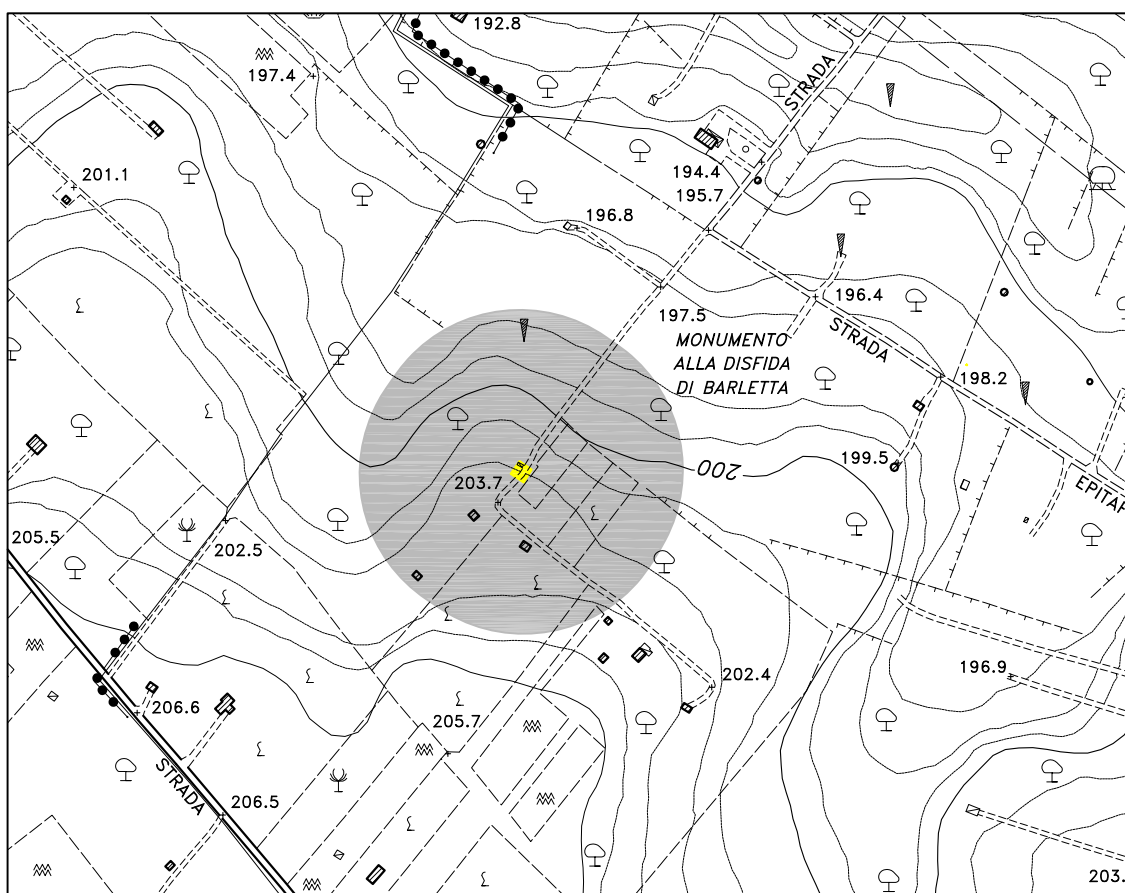 192.8
197.4
STRADA
201.1
194.4
195.7
196.8
196.4
197.5
MONUMENTO
ALLA DISFIDA
DI BARLETTA
STRADA
198.2
200
199.5
203.7
EPITAF
205.5
202.5
196.9
202.4
206.6
205.7
STRADA
206.5
203.